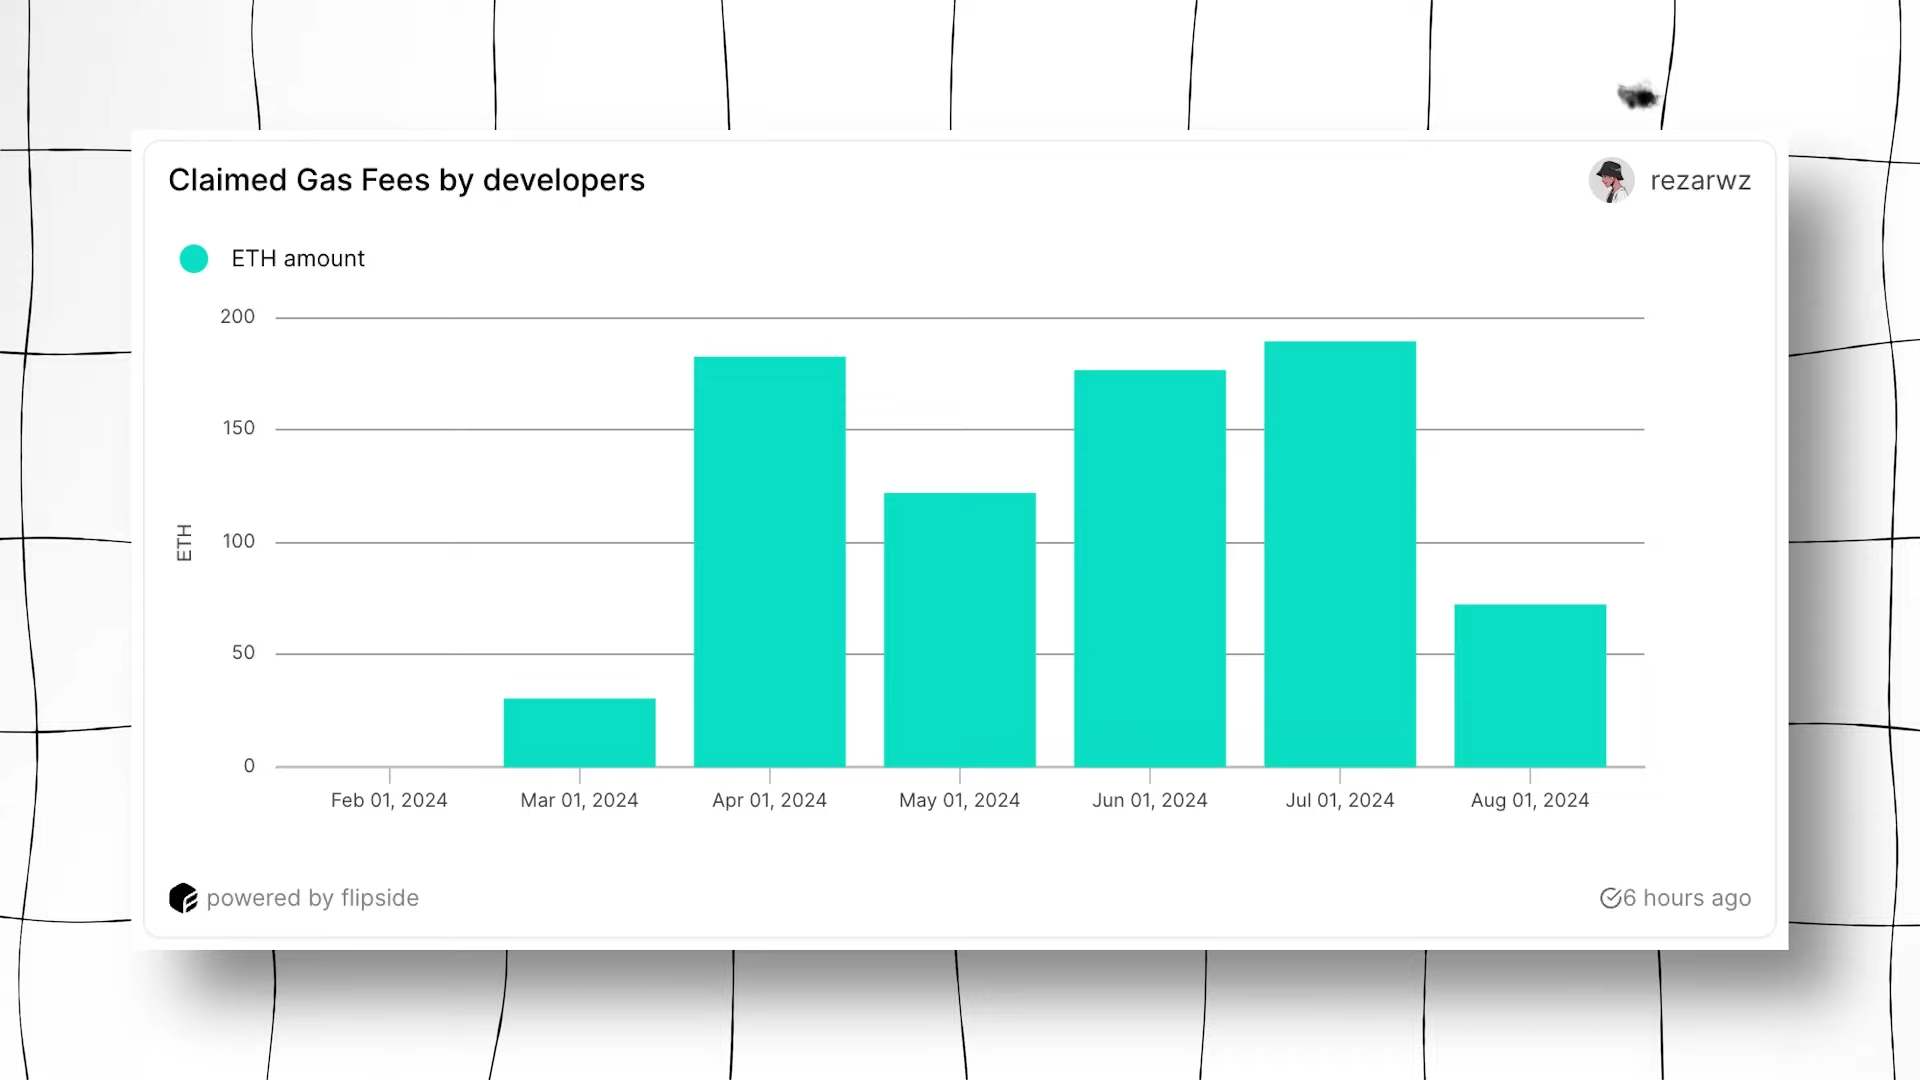 Claimed Gas Fees by developers
rezarwz
ETH amount
200
150
100
50
0
ETH
Feb 01, 2024
Mar 01, 2024
Apr 01, 2024
May 01, 2024
Jun 01, 2024
Jul 01, 2024
Aug 01, 2024
powered by flipside
6 hours ago